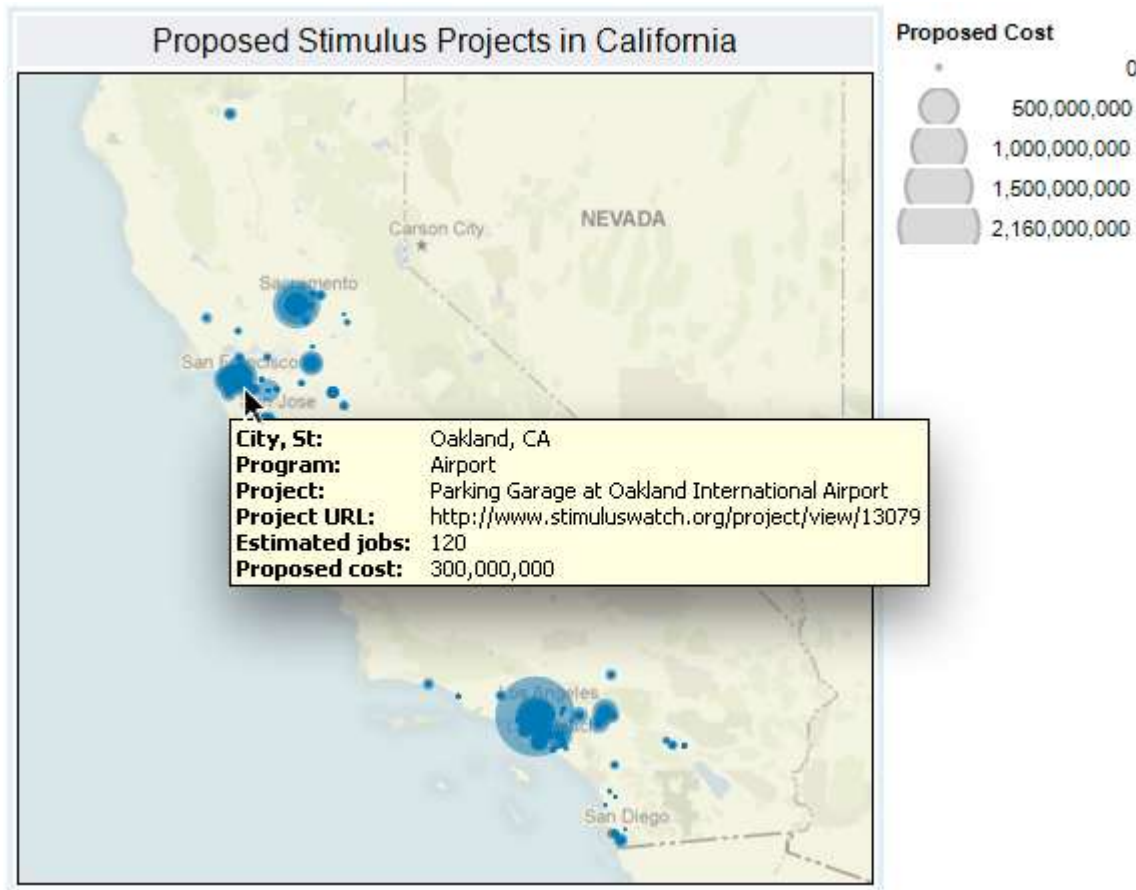 Proposed Stimulus Projects in California
Proposed Cost
0
500,000,000
1,000,000,000
1,500,000,000
2,160,000,000
NEVADA
Carson City
Sacramento
San Francisco
Jose
City, St: Oakland, CA
Program: Airport
Project: Parking Garage at Oakland International Airport
Project URL: http://www.stimuluswatch.org/project/view/13079
Estimated jobs: 120
Proposed cost: 300,000,000
Los Angeles
San Diego